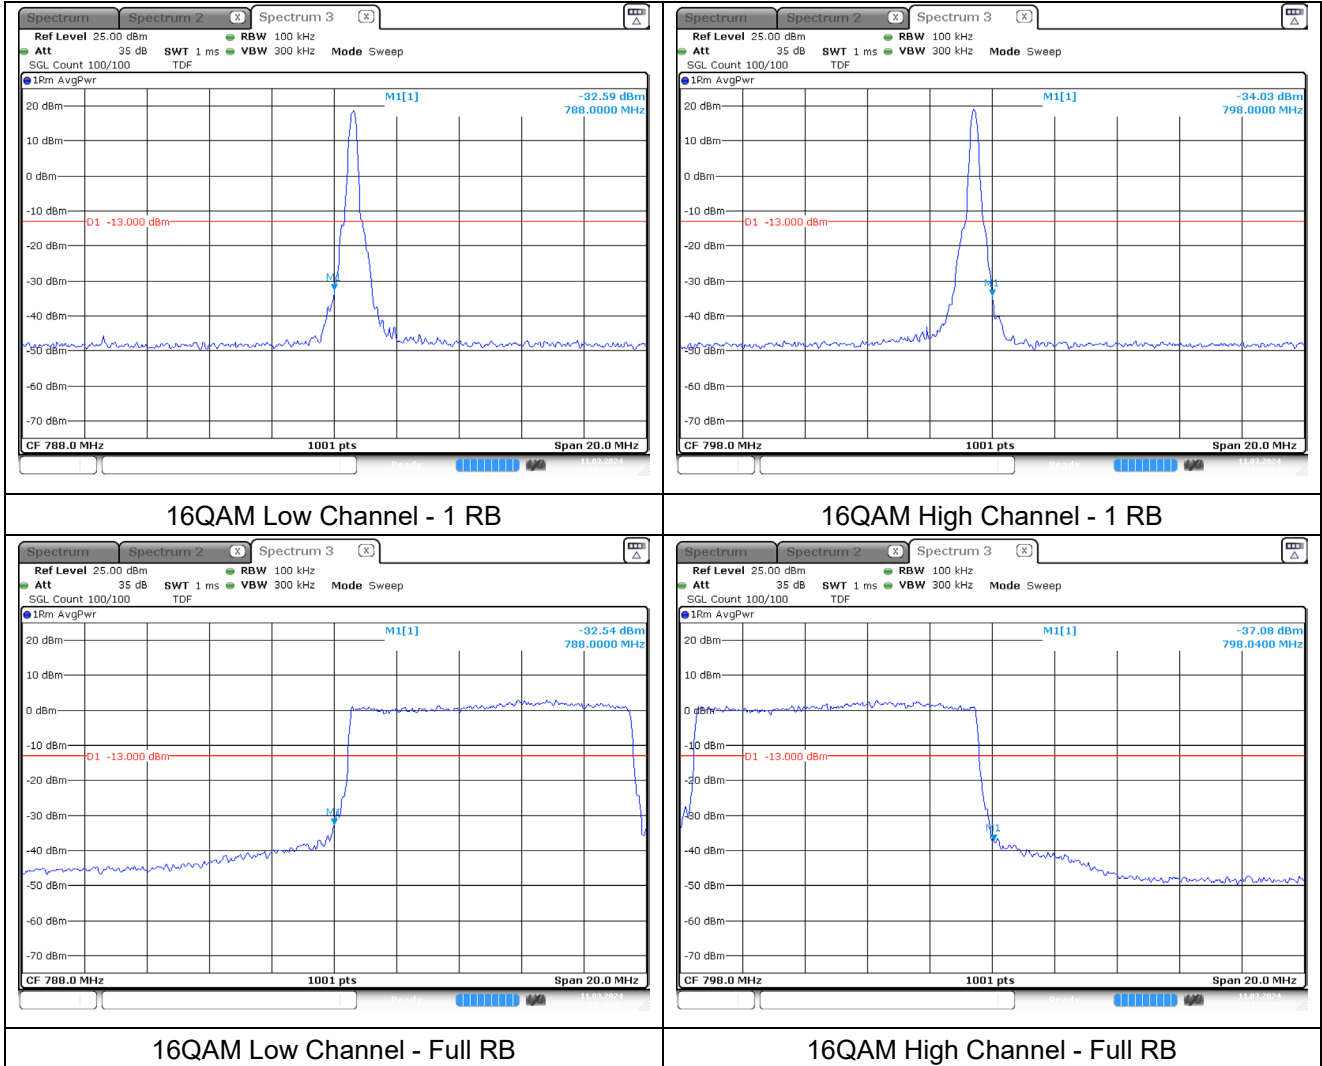 Spectrum Spectrum 2 X Spectrum 3 X
Ref Level 25.00 dBm RBW 100 kHz
Att 35 dB SWT 1 ms VBW 300 kHz Mode Sweep
SGL Count 100/100 TDF
1Rm AvgPwr
M1[1] -32.59 dBm
788.0000 MHz
20 dBm
10 dBm
0 dBm
-10 dBm
D1 -13.000 dBm
-20 dBm
M1
-30 dBm
-40 dBm
-50 dBm
-60 dBm
-70 dBm
CF 788.0 MHz 1001 pts Span 20.0 MHz
Ready 11.03.2024
16QAM Low Channel - 1 RB
Spectrum Spectrum 2 X Spectrum 3 X
Ref Level 25.00 dBm RBW 100 kHz
Att 35 dB SWT 1 ms VBW 300 kHz Mode Sweep
SGL Count 100/100 TDF
1Rm AvgPwr
M1[1] -34.03 dBm
798.0000 MHz
20 dBm
10 dBm
0 dBm
-10 dBm
D1 -13.000 dBm
-20 dBm
-30 dBm
M1
-40 dBm
-50 dBm
-60 dBm
-70 dBm
CF 798.0 MHz 1001 pts Span 20.0 MHz
Ready 11.03.2024
16QAM High Channel - 1 RB
Spectrum Spectrum 2 X Spectrum 3 X
Ref Level 25.00 dBm RBW 100 kHz
Att 35 dB SWT 1 ms VBW 300 kHz Mode Sweep
SGL Count 100/100 TDF
1Rm AvgPwr
M1[1] -32.54 dBm
788.0000 MHz
20 dBm
10 dBm
0 dBm
-10 dBm
D1 -13.000 dBm
-20 dBm
-30 dBm
M1
-40 dBm
-50 dBm
-60 dBm
-70 dBm
CF 788.0 MHz 1001 pts Span 20.0 MHz
Ready 11.03.2024
16QAM Low Channel - Full RB
Spectrum Spectrum 2 X Spectrum 3 X
Ref Level 25.00 dBm RBW 100 kHz
Att 35 dB SWT 1 ms VBW 300 kHz Mode Sweep
SGL Count 100/100 TDF
1Rm AvgPwr
M1[1] -37.08 dBm
798.0400 MHz
20 dBm
10 dBm
0 dBm
-10 dBm
D1 -13.000 dBm
-20 dBm
-30 dBm
M1
-40 dBm
-50 dBm
-60 dBm
-70 dBm
CF 798.0 MHz 1001 pts Span 20.0 MHz
Ready 11.03.2024
16QAM High Channel - Full RB